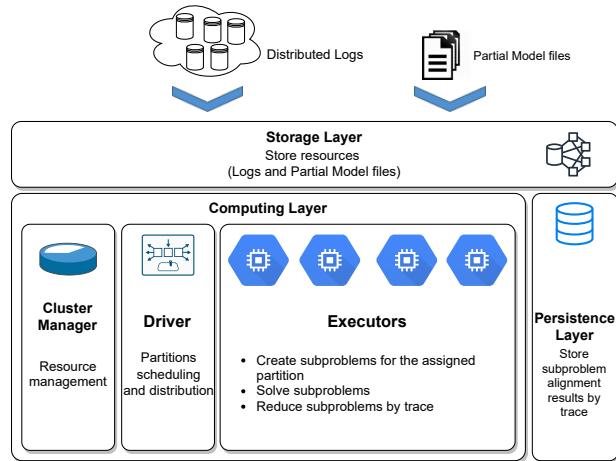 Distributed Logs
Partial Model files
Storage Layer
Store resources
(Logs and Partial Model files)
Computing Layer
Cluster
Manager
Resource
management
Driver
Partitions
scheduling
and distribution
Executors
• Create subproblems for the assigned
partition
• Solve subproblems
• Reduce subproblems by trace
Persistence
Layer
Store
subproblem
alignment
results by
trace